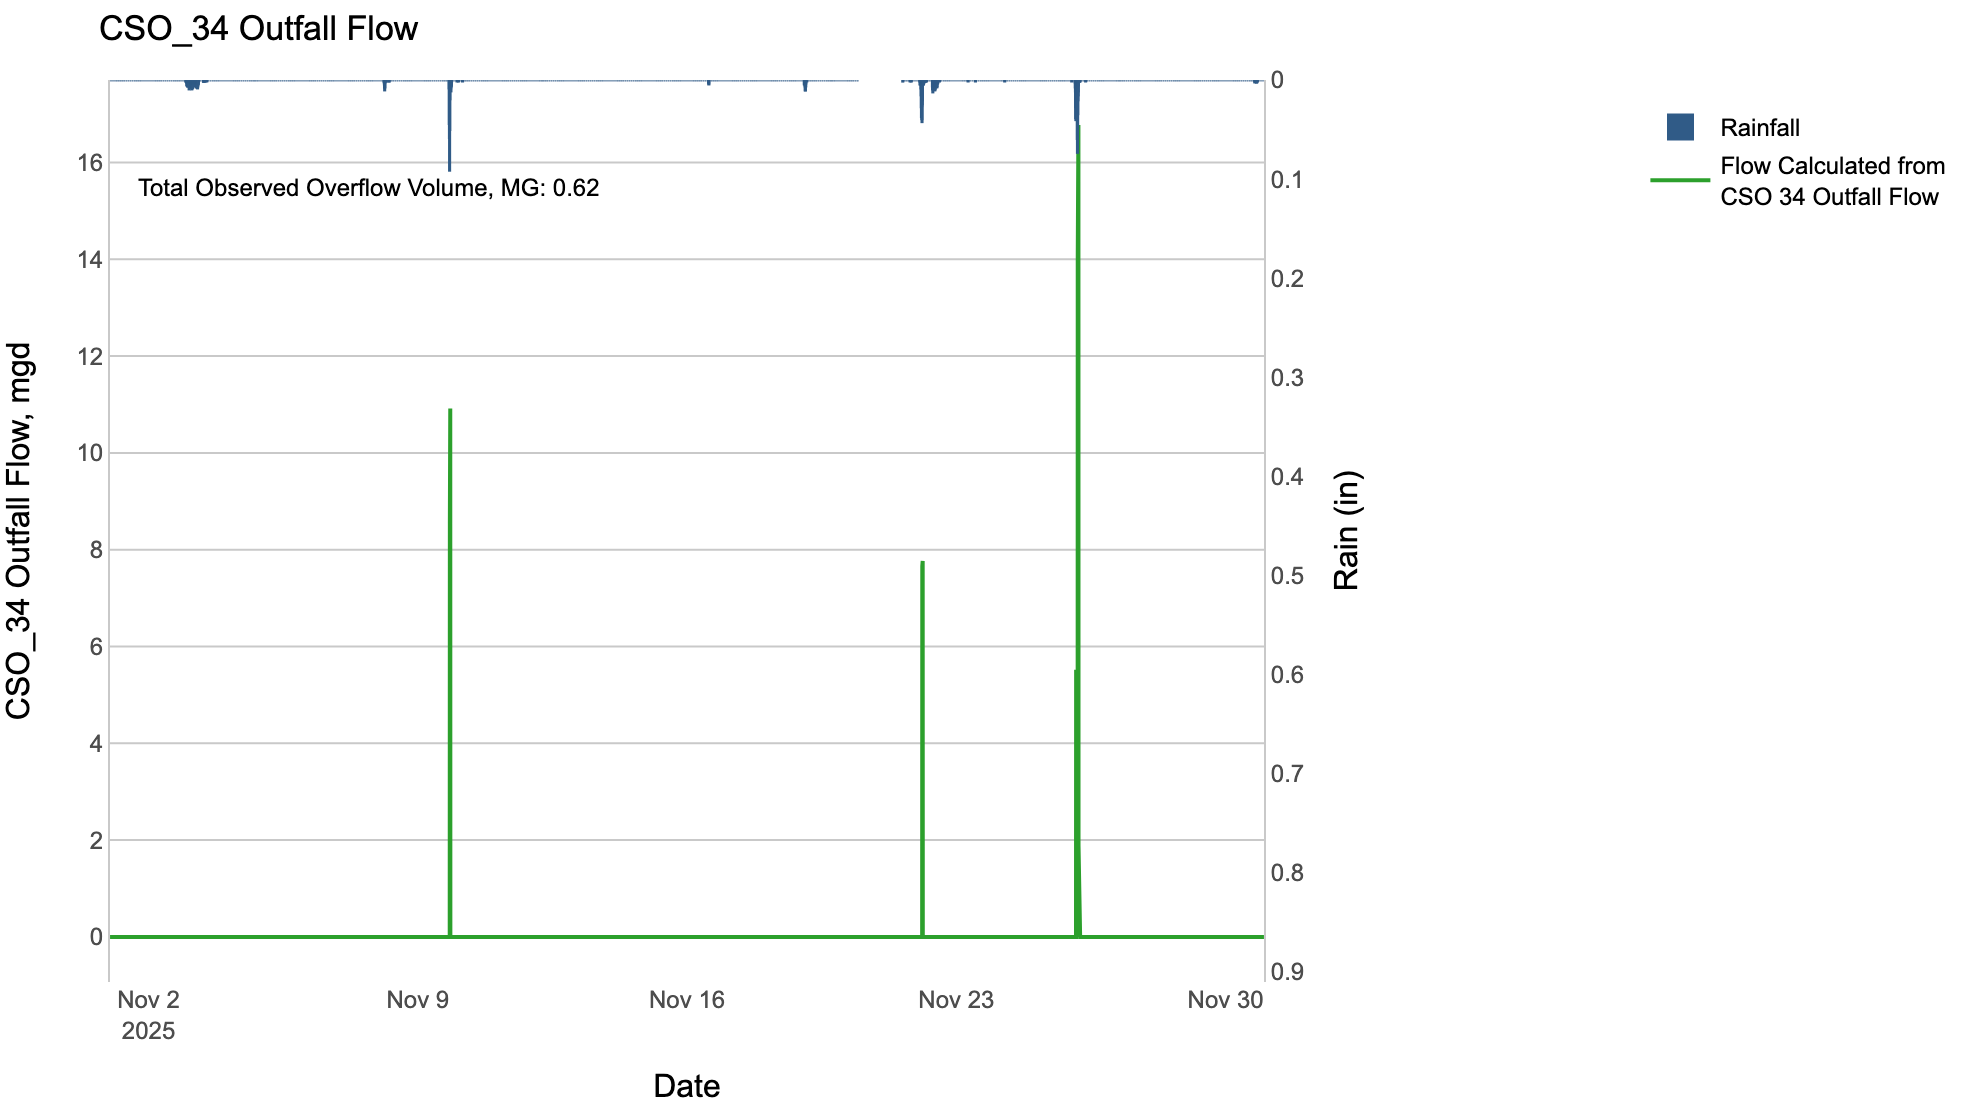 CSO_34 Outfall Flow
Total Observed Overflow Volume, MG: 0.62
CSO_34 Outfall Flow, mgd
16
14
12
10
8
6
4
2
0
0
0.1
0.2
0.3
0.4
0.5
0.6
0.7
0.8
0.9
Rain (in)
Nov 2
2025
Nov 9
Nov 16
Nov 23
Nov 30
Date
Rainfall
Flow Calculated from
CSO 34 Outfall Flow